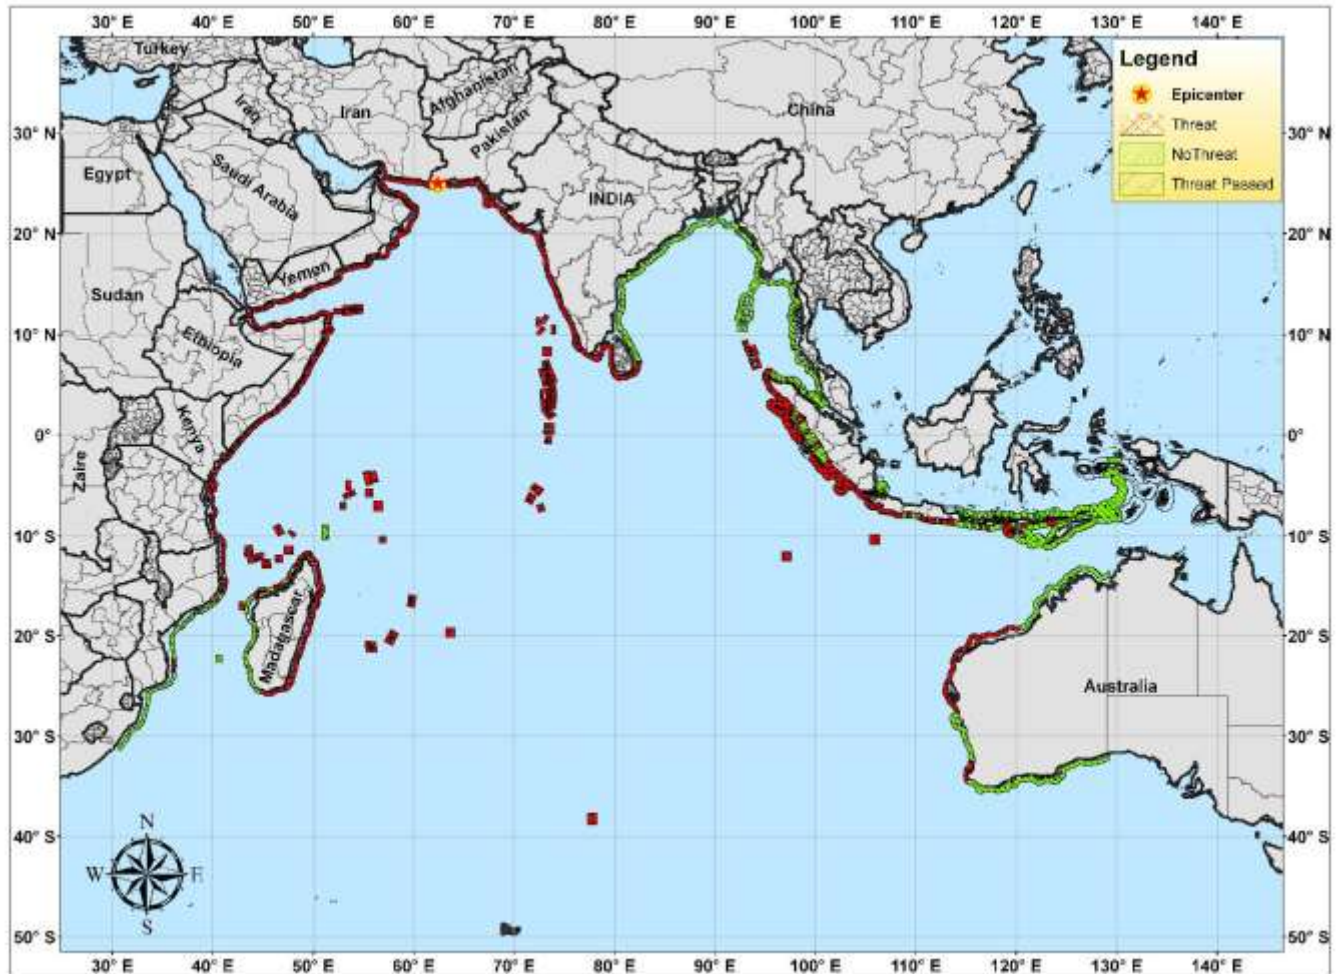 30° E 40° E 50° E 60° E 70° E 80° E 90° E 100° E 110° E 120° E 130° E 140° E
Turkey
Legend
Epicenter
Threat
NoThreat
Threat Passed
Iraq
Iran
Afghanistan
China
Pakistan
30° N
30° N
Egypt
Saudi Arabia
INDIA
20° N
20° N
Yemen
Sudan
Ethiopia
10° N
10° N
Kenya
Zaire
0°
0°
10° S
10° S
Madagascar
20° S
20° S
Australia
30° S
30° S
40° S
40° S
N
W E
S
50° S
50° S
30° E 40° E 50° E 60° E 70° E 80° E 90° E 100° E 110° E 120° E 130° E 140° E